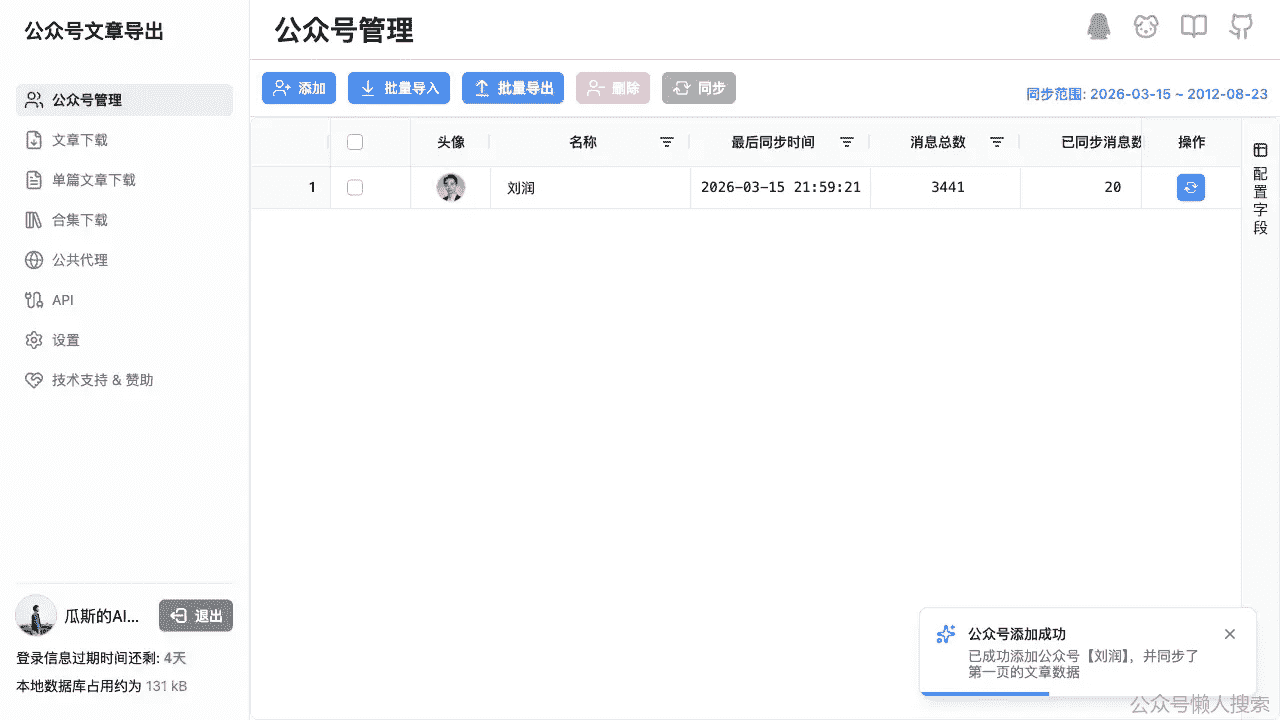 公众号文章导出
公众号管理
文章下载
单篇文章下载
合集下载
公共代理
API
设置
技术支持 & 赞助
瓜斯的AI...
退出
登录信息过期时间还剩: 4天
本地数据库占用约为 131 kB
公众号管理
添加 批量导入 批量导出 删除 同步
同步范围: 2026-03-15 ~ 2012-08-23
头像 名称 最后同步时间 消息总数 已同步消息数 操作
1 刘润 2026-03-15 21:59:21 3441 20
配置字段
公众号添加成功
已成功添加公众号【刘润】，并同步了
第一页的文章数据
公众号懒人搜索